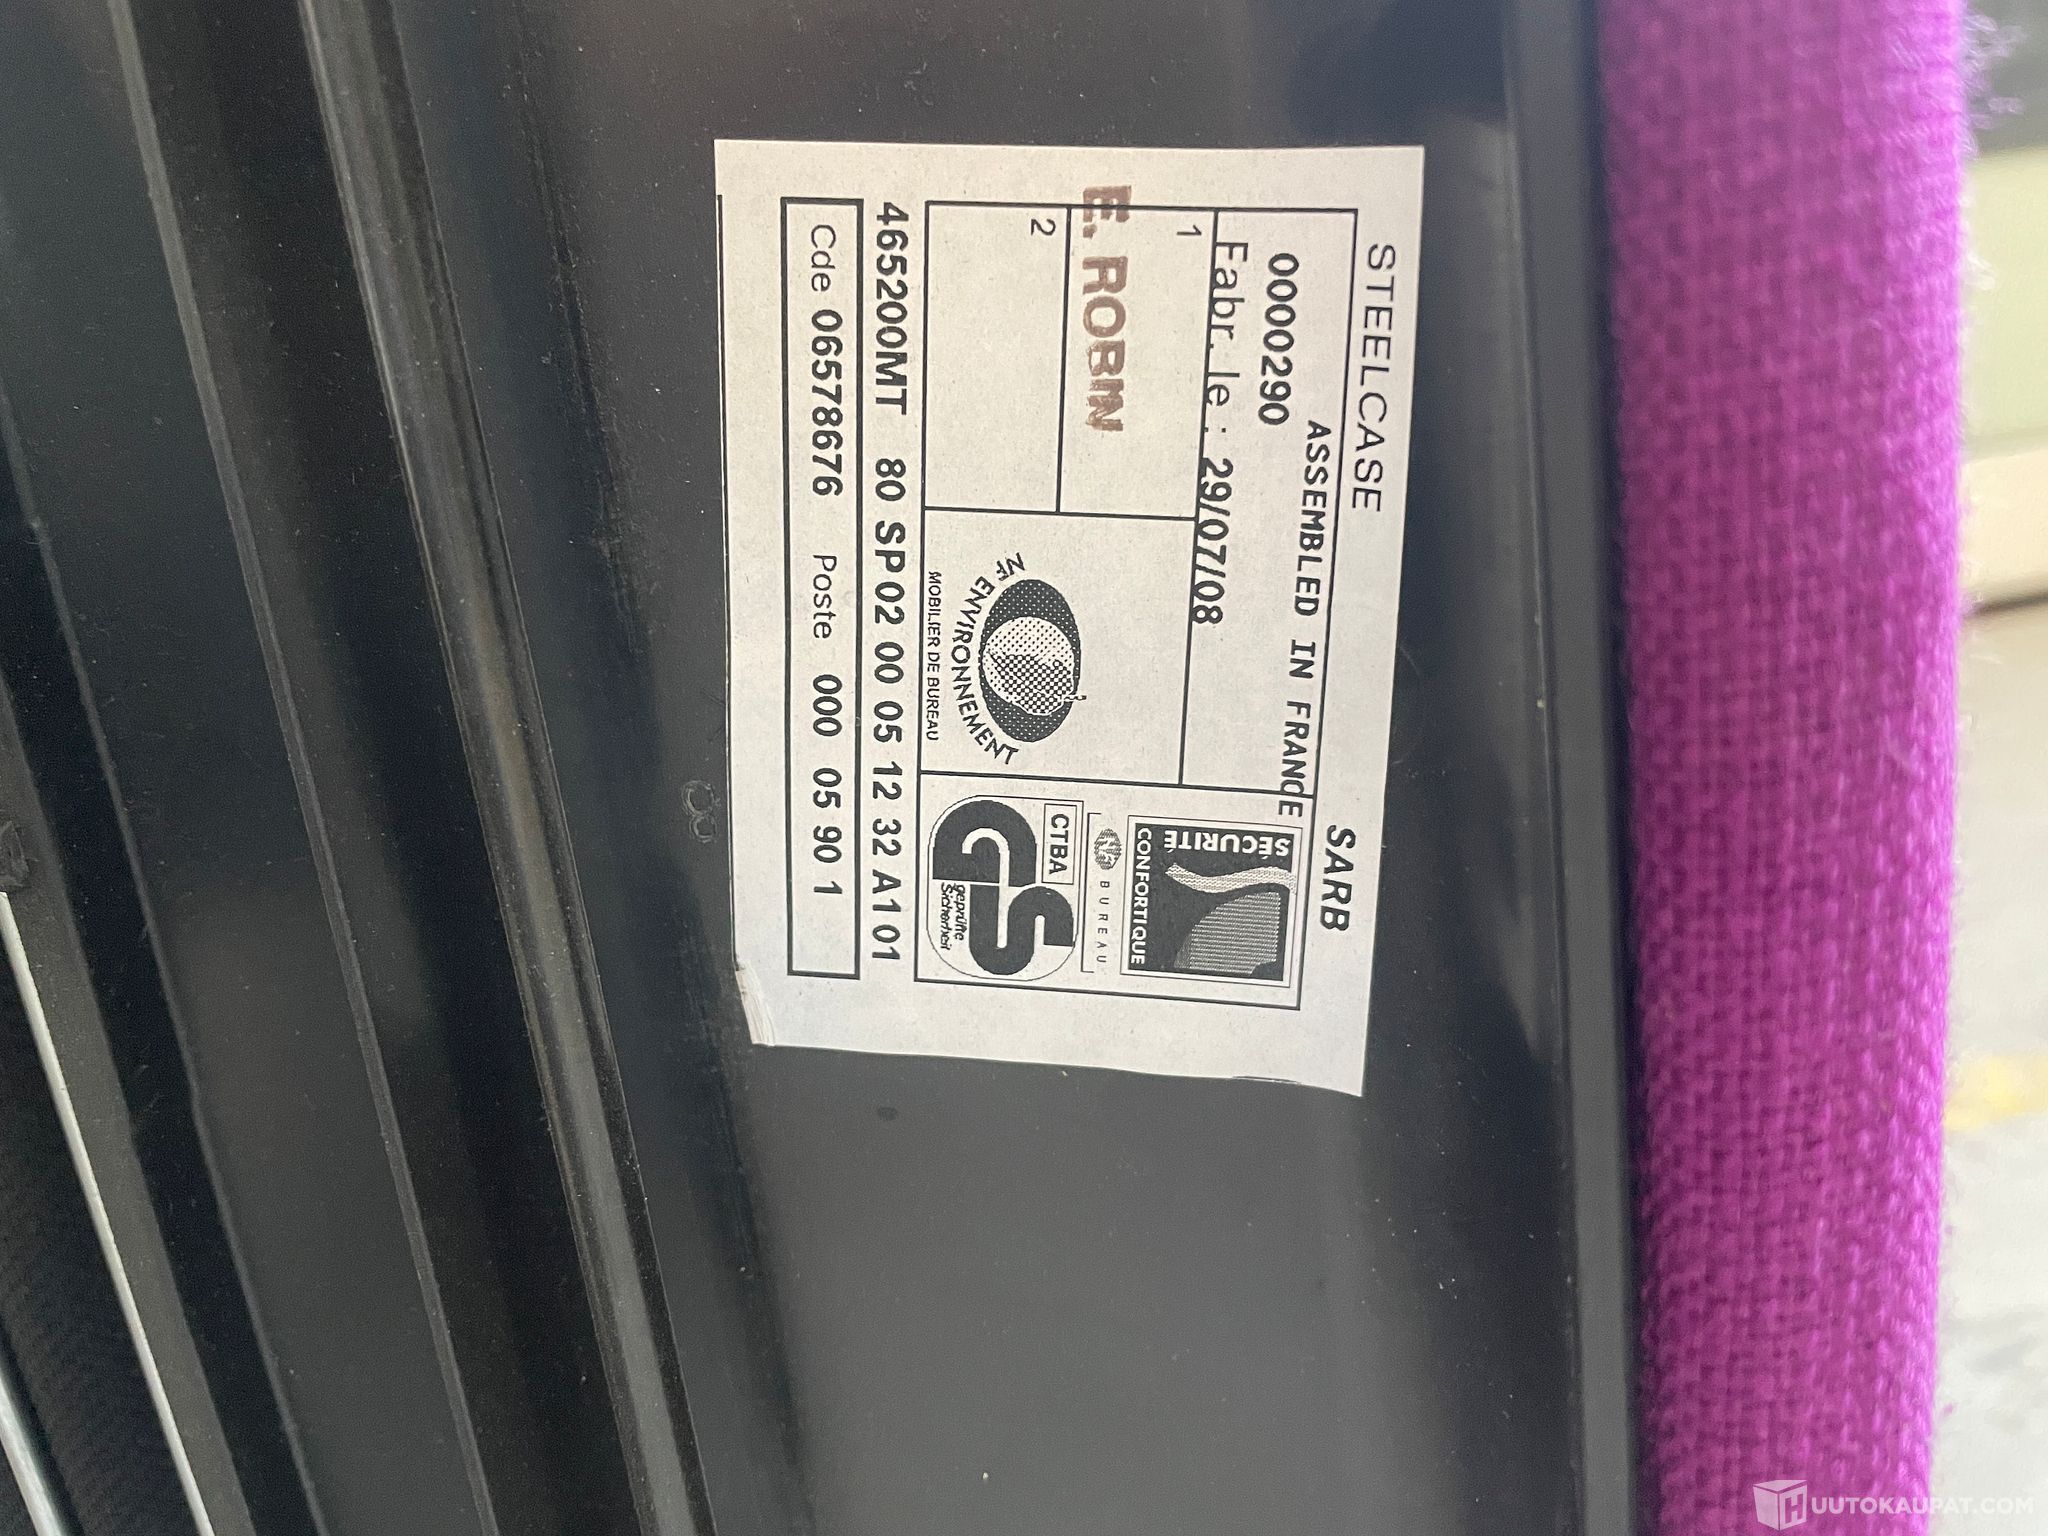 STEELCASE SARB
ASSEMBLED IN FRANCE
0000290
Fabr. le : 29/07/08
1
E. ROBIN
2
NF ENVIRONNEMENT
MOBILIER DE BUREAU
SÉCURITÉ
CONFORTIQUE
NF BUREAU
CTBA
GS
geprüfte
Sicherheit
465200MT 80 SP02 00 05 12 32 A101
Cde 06578676 Poste 000 05 90 1
8
HUUTOKAUPAT.COM